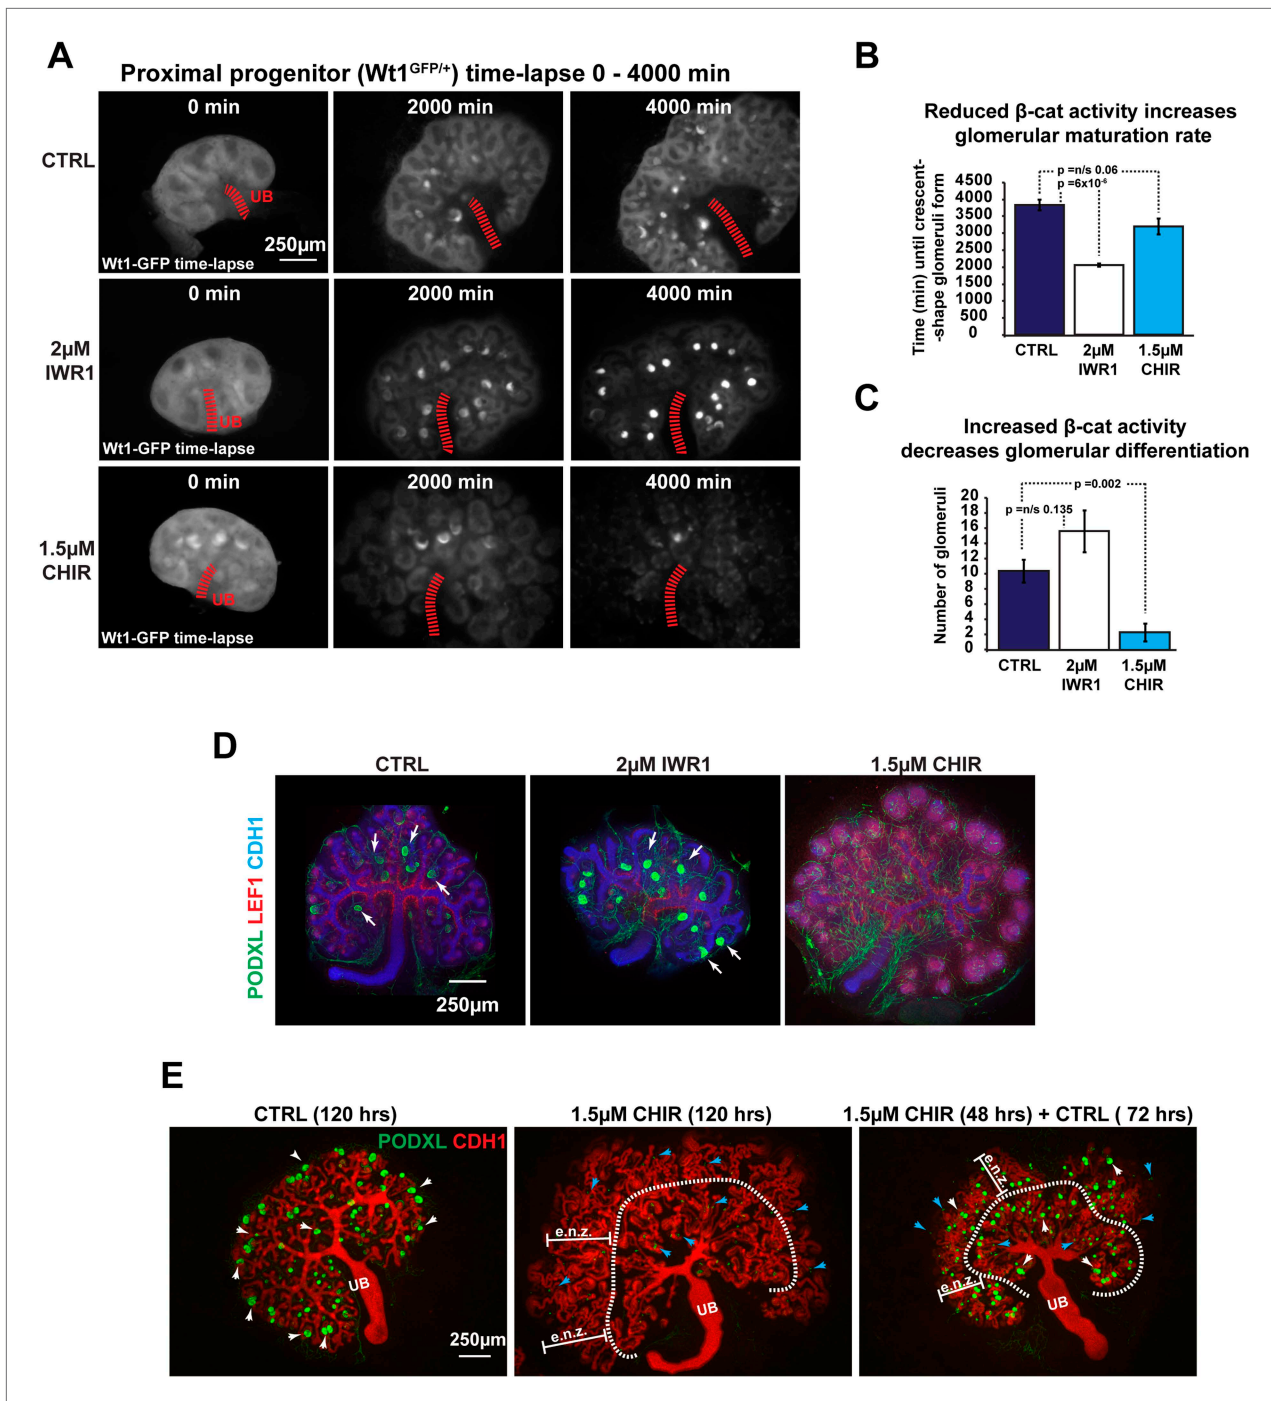 A
Proximal progenitor (Wt1GFP/+) time-lapse 0 - 4000 min
0 min
2000 min
4000 min
CTRL
UB
250µm
Wt1-GFP time-lapse
0 min
2000 min
4000 min
2µM
IWR1
UB
Wt1-GFP time-lapse
0 min
2000 min
4000 min
1.5µM
CHIR
UB
Wt1-GFP time-lapse
B
Reduced β-cat activity increases
glomerular maturation rate
p =n/s 0.06
p =6x10-6
Time (min) until crescent-
-shape glomeruli form
4500
4000
3500
3000
2500
2000
1500
1000
500
0
CTRL
2µM
IWR1
1.5µM
CHIR
C
Increased β-cat activity
decreases glomerular differentiation
p =0.002
p =n/s 0.135
Number of glomeruli
20
18
16
14
12
10
8
6
4
2
0
CTRL
2µM
IWR1
1.5µM
CHIR
D
CTRL
2µM IWR1
1.5µM CHIR
PODXL LEF1 CDH1
250µm
E
CTRL (120 hrs)
1.5µM CHIR (120 hrs)
1.5µM CHIR (48 hrs) + CTRL ( 72 hrs)
PODXL CDH1
UB
250µm
e.n.z.
e.n.z.
UB
e.n.z.
e.n.z.
UB